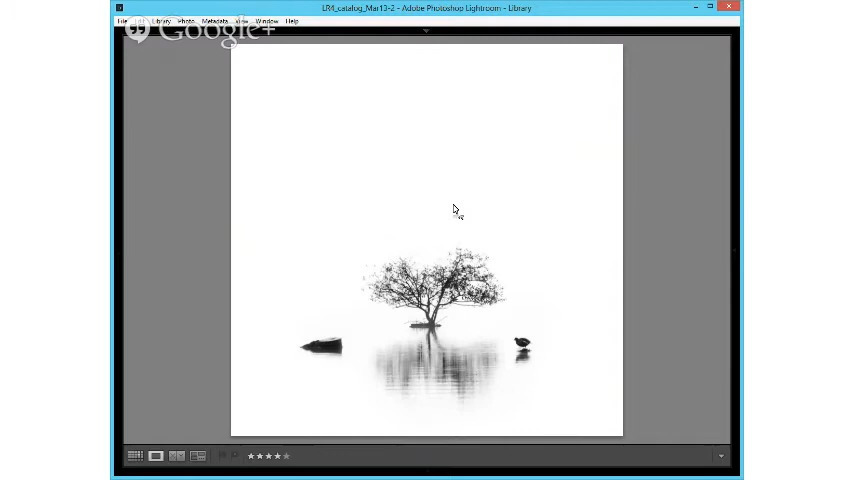 LR4_catalog_Mar13-2 - Adobe Photoshop Lightroom - Library
File Library Photo Metadata View Window Help
Google+